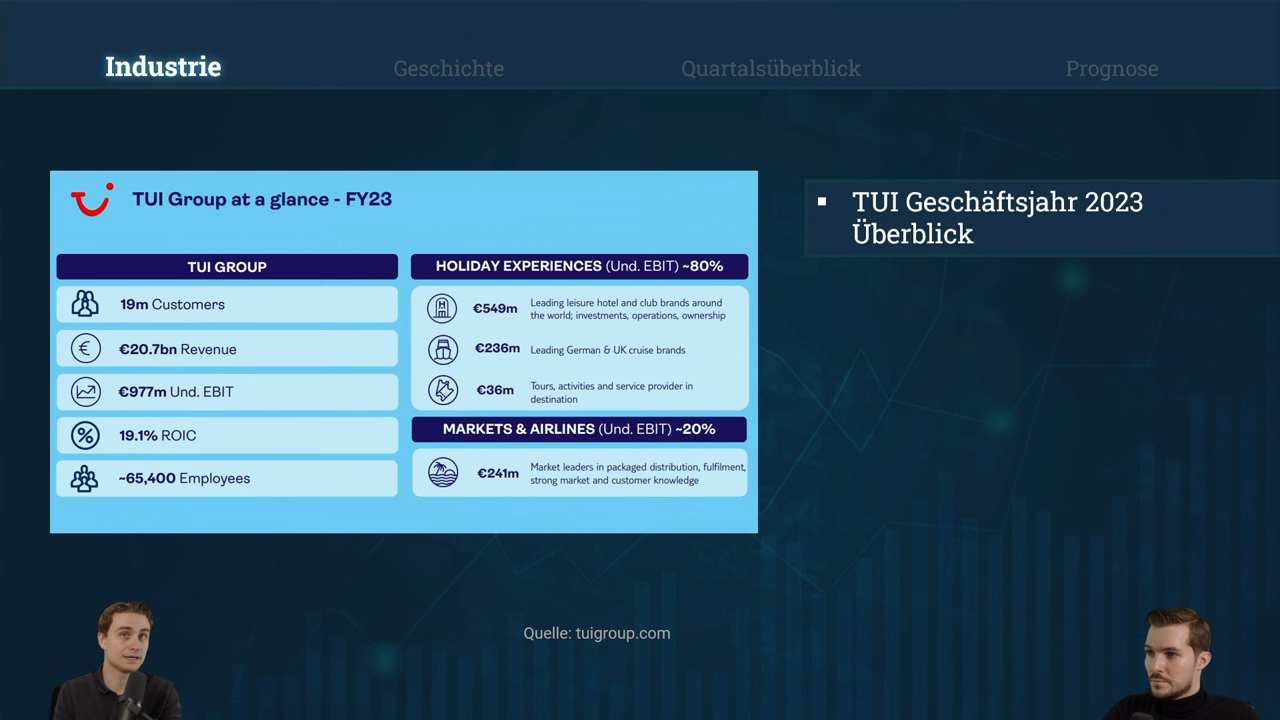 Industrie
Geschichte
Quartalsüberblick
Prognose
TUI Group at a glance - FY23
TUI GROUP
19m Customers
€20.7bn Revenue
€977m Und. EBIT
19.1% ROIC
~65,400 Employees
HOLIDAY EXPERIENCES (Und. EBIT) ~80%
€549m
Leading leisure hotel and club brands around
the world; investments, operations, ownership
€236m
Leading German & UK cruise brands
€36m
Tours, activities and service provider in
destination
MARKETS & AIRLINES (Und. EBIT) ~20%
€241m
Market leaders in packaged distribution, fulfilment,
strong market and customer knowledge
▪ TUI Geschäftsjahr 2023
Überblick
Quelle: tuigroup.com